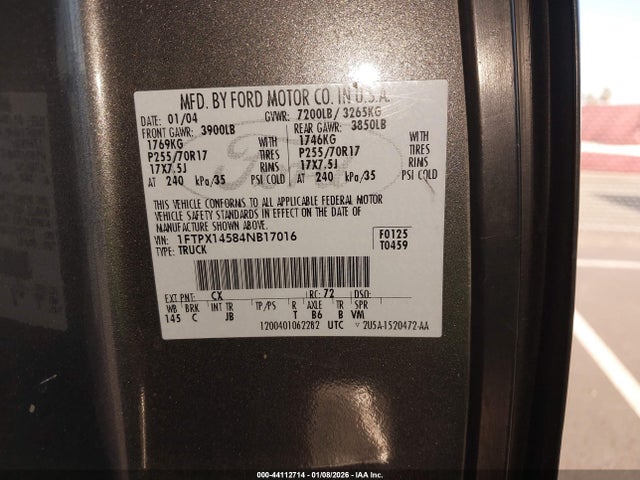 MFD. BY FORD MOTOR CO. IN U.S.A.
DATE: 01/04 GVWR: 7200LB / 3265KG
FRONT GAWR: 3900LB REAR GAWR: 3850LB
1769KG WITH 1746KG WITH
P255/70R17 TIRES P255/70R17 TIRES
17X7.5J RIMS 17X7.5J RIMS
AT 240 kPa/35 PSI COLD AT 240 kPa/35 PSI COLD
THIS VEHICLE CONFORMS TO ALL APPLICABLE FEDERAL MOTOR
VEHICLE SAFETY STANDARDS IN EFFECT ON THE DATE OF
MANUFACTURE SHOWN ABOVE.
VIN: 1FTPX14584NB17016 F0125
TYPE: TRUCK T0459
EXT PNT: CX RC: 72 DSO:
WB BRK INT TR TP/PS R AXLE TR SPR
145 C JB T B6 B VM
1200401062282 UTC ▽ 2U5A-1520472-AA
Ford
000-44112714 - 01/08/2026 - IAA Inc.